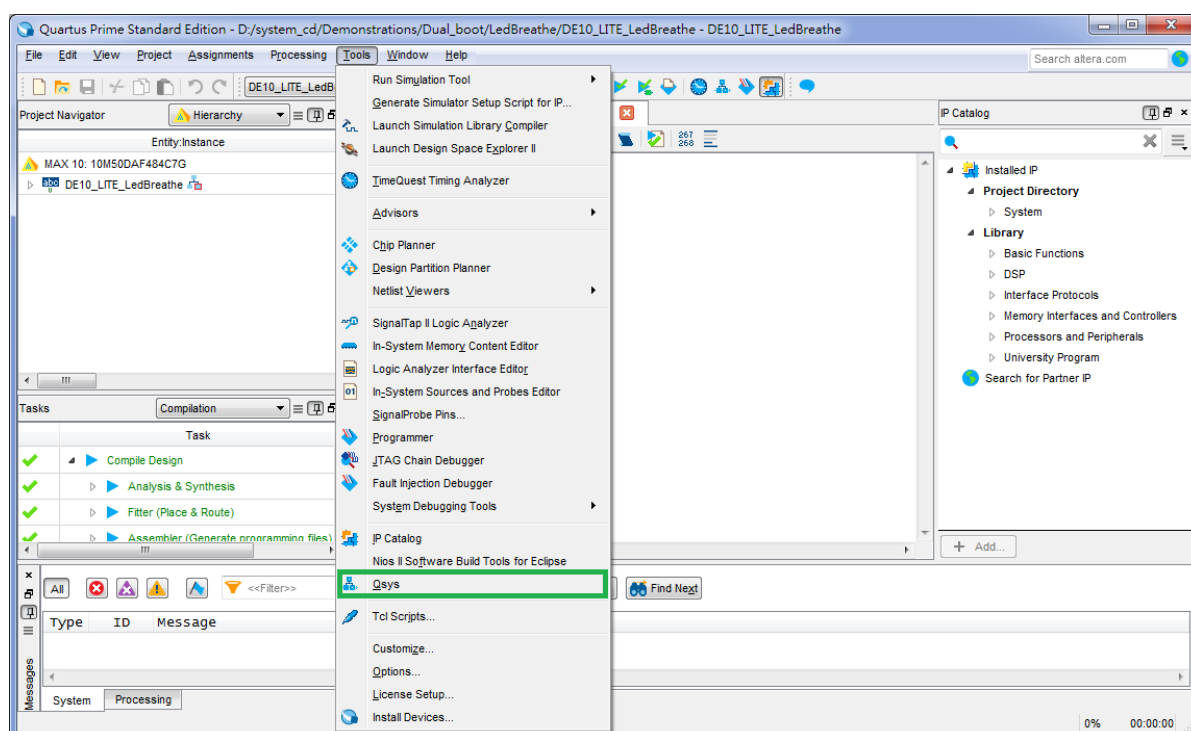 Quartus Prime Standard Edition - D:/system_cd/Demonstrations/Dual_boot/LedBreathe/DE10_LITE_LedBreathe - DE10_LITE_LedBreathe
File Edit View Project Assignments Processing Tools Window Help
Search altera.com
DE10_LITE_LedB
Project Navigator
Hierarchy
Entity:Instance
MAX 10: 10M50DAF484C7G
DE10_LITE_LedBreathe
Tasks
Compilation
Task
Compile Design
Analysis & Synthesis
Fitter (Place & Route)
Assembler (Generate programming files)
Run Simulation Tool
Generate Simulator Setup Script for IP...
Launch Simulation Library Compiler
Launch Design Space Explorer II
TimeQuest Timing Analyzer
Advisors
Chip Planner
Design Partition Planner
Netlist Viewers
SignalTap II Logic Analyzer
In-System Memory Content Editor
Logic Analyzer Interface Editor
In-System Sources and Probes Editor
SignalProbe Pins...
Programmer
JTAG Chain Debugger
Fault Injection Debugger
System Debugging Tools
IP Catalog
Nios II Software Build Tools for Eclipse
Qsys
Tcl Scripts...
Customize...
Options...
License Setup...
Install Devices...
267
268
IP Catalog
Installed IP
Project Directory
System
Library
Basic Functions
DSP
Interface Protocols
Memory Interfaces and Controllers
Processors and Peripherals
University Program
Search for Partner IP
+ Add...
All
<<Filter>>
Find Next
Type ID Message
Messages
System Processing
0% 00:00:00